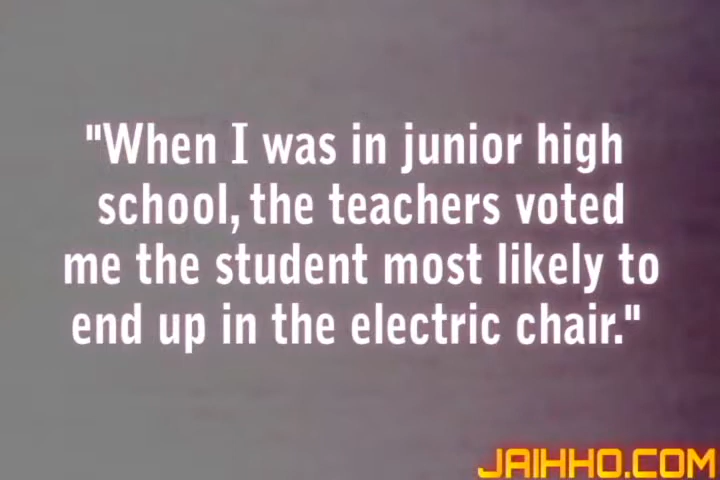 "When I was in junior high
school, the teachers voted
me the student most likely to
end up in the electric chair."
JAIHHO.COM